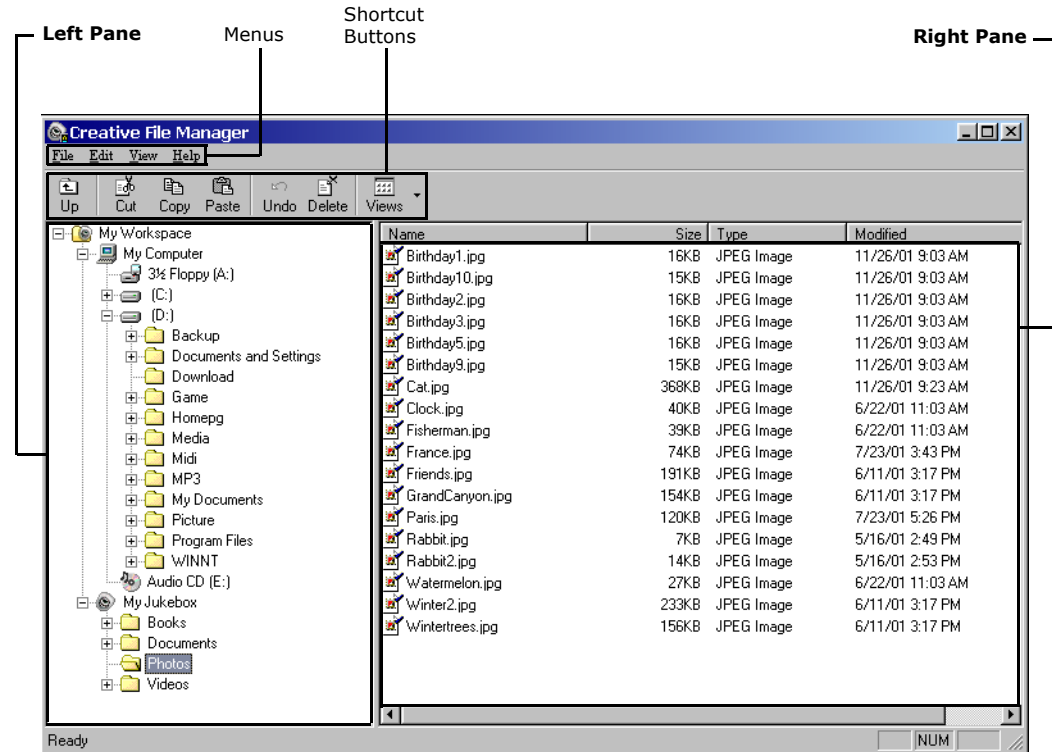 Left Pane
Menus
Shortcut
Buttons
Right Pane
Creative File Manager
File Edit View Help
Up Cut Copy Paste Undo Delete Views
My Workspace
My Computer
3½ Floppy (A:)
(C:)
(D:)
Backup
Documents and Settings
Download
Game
Homepg
Media
Midi
MP3
My Documents
Picture
Program Files
WINNT
Audio CD (E:)
My Jukebox
Books
Documents
Photos
Videos
Name Size Type Modified
Birthday1.jpg 16KB JPEG Image 11/26/01 9:03 AM
Birthday10.jpg 15KB JPEG Image 11/26/01 9:03 AM
Birthday2.jpg 16KB JPEG Image 11/26/01 9:03 AM
Birthday3.jpg 16KB JPEG Image 11/26/01 9:03 AM
Birthday5.jpg 16KB JPEG Image 11/26/01 9:03 AM
Birthday9.jpg 15KB JPEG Image 11/26/01 9:03 AM
Cat.jpg 368KB JPEG Image 11/26/01 9:23 AM
Clock.jpg 40KB JPEG Image 6/22/01 11:03 AM
Fisherman.jpg 39KB JPEG Image 6/22/01 11:03 AM
France.jpg 74KB JPEG Image 7/23/01 3:43 PM
Friends.jpg 191KB JPEG Image 6/11/01 3:17 PM
GrandCanyon.jpg 154KB JPEG Image 6/11/01 3:17 PM
Paris.jpg 120KB JPEG Image 7/23/01 5:26 PM
Rabbit.jpg 7KB JPEG Image 5/16/01 2:49 PM
Rabbit2.jpg 14KB JPEG Image 5/16/01 2:53 PM
Watermelon.jpg 27KB JPEG Image 6/22/01 11:03 AM
Winter2.jpg 233KB JPEG Image 6/11/01 3:17 PM
Wintertrees.jpg 156KB JPEG Image 6/11/01 3:17 PM
Ready
NUM